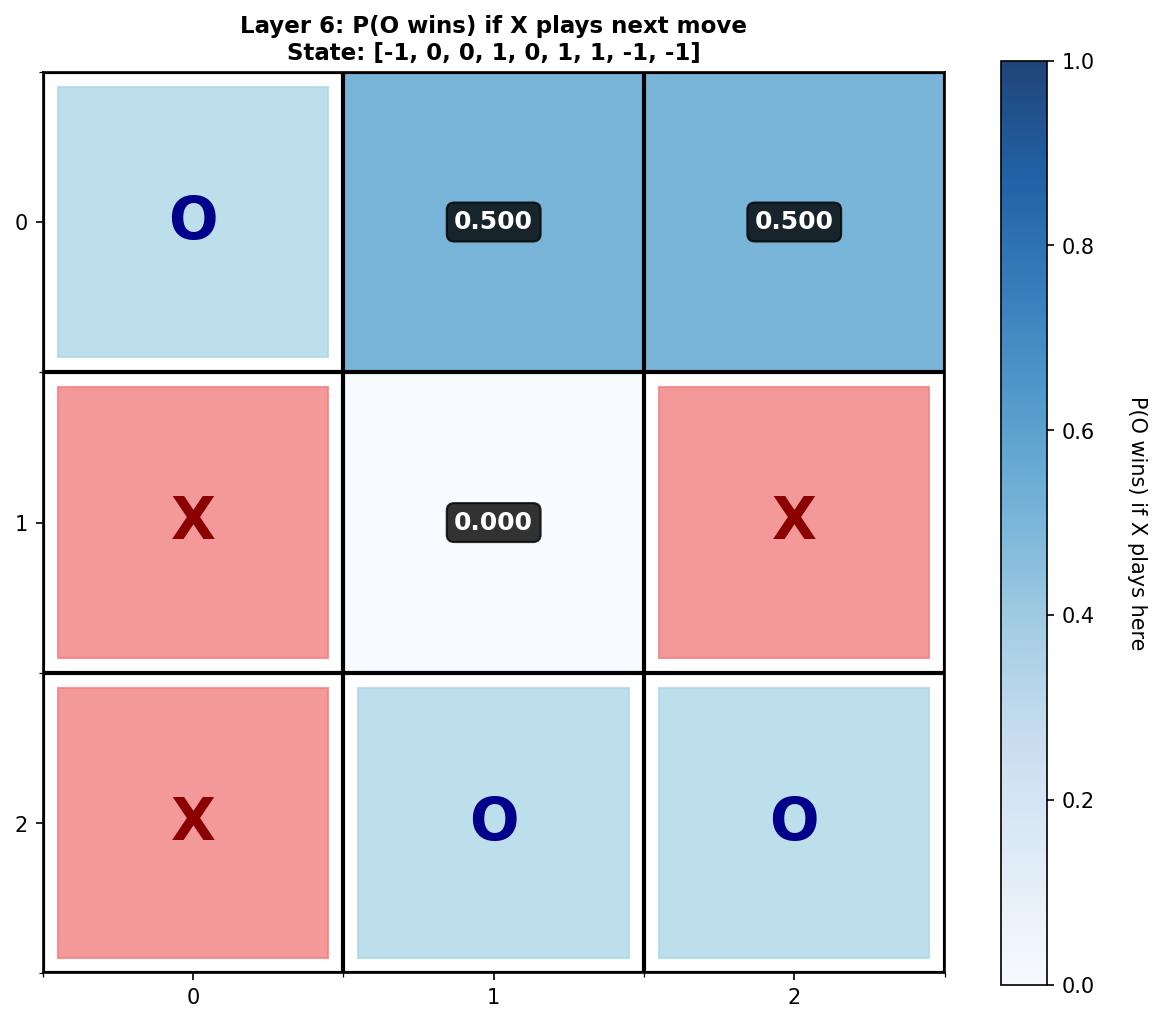 Layer 6: P(O wins) if X plays next move
State: [-1, 0, 0, 1, 0, 1, 1, -1, -1]
0
O
0.500
0.500
1
X
0.000
X
2
X
O
O
0
1
2
1.0
0.8
0.6
0.4
0.2
0.0
P(O wins) if X plays here